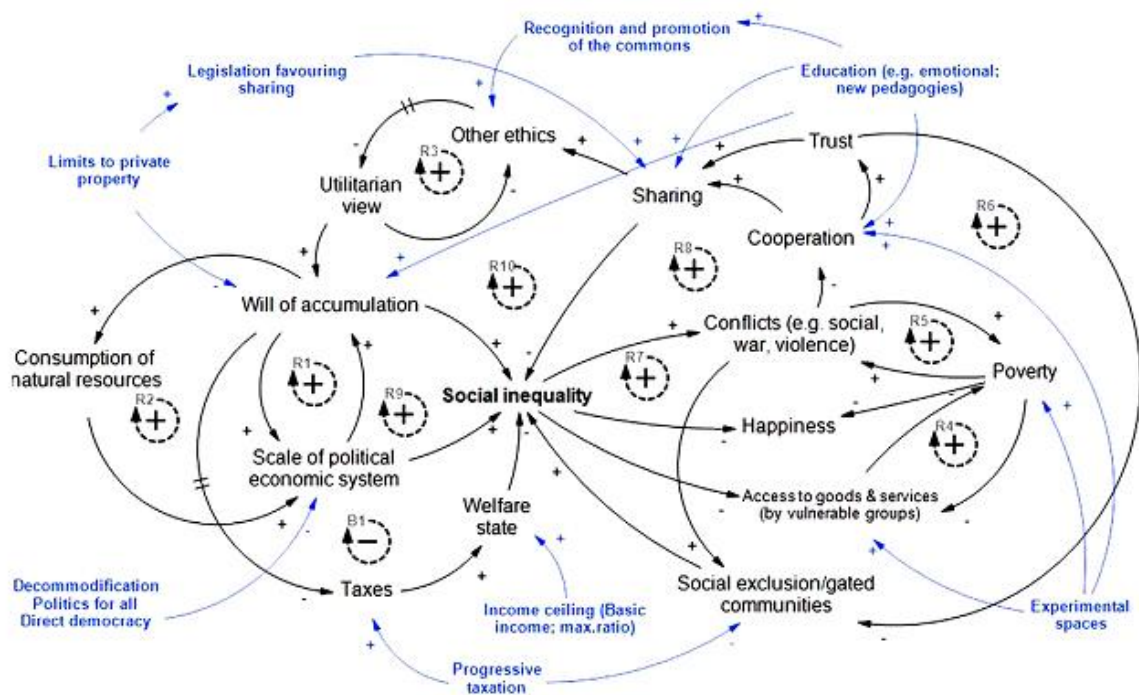 Recognition and promotion
of the commons
Legislation favouring
sharing
Education (e.g. emotional;
new pedagogies)
Other ethics
Trust
Limits to private
property
R3
Utilitarian
view
Sharing
R6
Cooperation
R10
R8
Will of accumulation
Conflicts (e.g. social,
war, violence)
R5
Consumption of
natural resources
R1
R7
Poverty
R2
R9
Social inequality
Happiness
R4
Scale of political
economic system
Access to goods & services
(by vulnerable groups)
Welfare
state
B1
Decommodification
Politics for all
Direct democracy
Taxes
Income ceiling (Basic
income; max.ratio)
Social exclusion/gated
communities
Experimental
spaces
Progressive
taxation